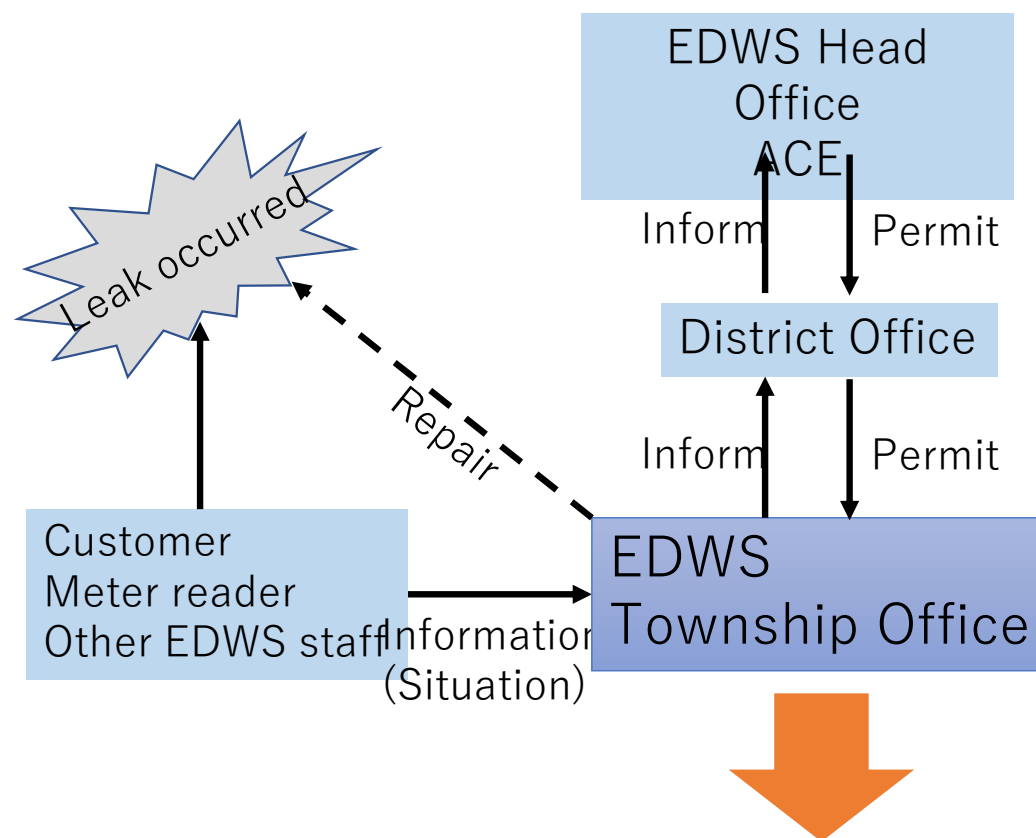 EDWS Head
Office
ACE
Inform
Permit
Leak occurred
District Office
Repair
Inform
Permit
Customer
Meter reader
Other EDWS staff
Information
(Situation)
EDWS
Township Office